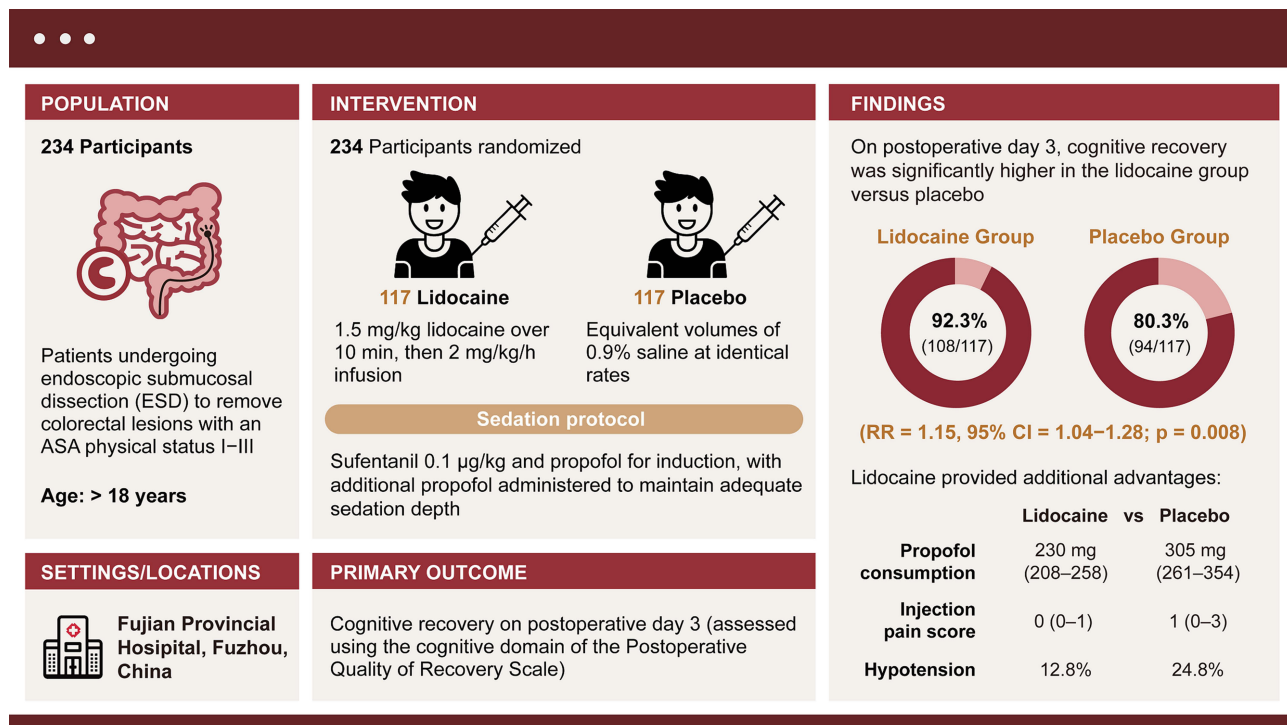 POPULATION
234 Participants
Patients undergoing
endoscopic submucosal
dissection (ESD) to remove
colorectal lesions with an
ASA physical status I−III
Age: > 18 years
SETTINGS/LOCATIONS
Fujian Provincial
Hosipital, Fuzhou,
China
INTERVENTION
234 Participants randomized
117 Lidocaine
1.5 mg/kg lidocaine over
10 min, then 2 mg/kg/h
infusion
117 Placebo
Equivalent volumes of
0.9% saline at identical
rates
Sedation protocol
Sufentanil 0.1 μg/kg and propofol for induction, with
additional propofol administered to maintain adequate
sedation depth
PRIMARY OUTCOME
Cognitive recovery on postoperative day 3 (assessed
using the cognitive domain of the Postoperative
Quality of Recovery Scale)
FINDINGS
On postoperative day 3, cognitive recovery
was significantly higher in the lidocaine group
versus placebo
Lidocaine Group
92.3%
(108/117)
Placebo Group
80.3%
(94/117)
(RR = 1.15, 95% CI = 1.04−1.28; p = 0.008)
Lidocaine provided additional advantages:
Lidocaine vs Placebo
Propofol 230 mg 305 mg
consumption (208–258) (261–354)
Injection
pain score 0 (0–1) 1 (0–3)
Hypotension 12.8% 24.8%